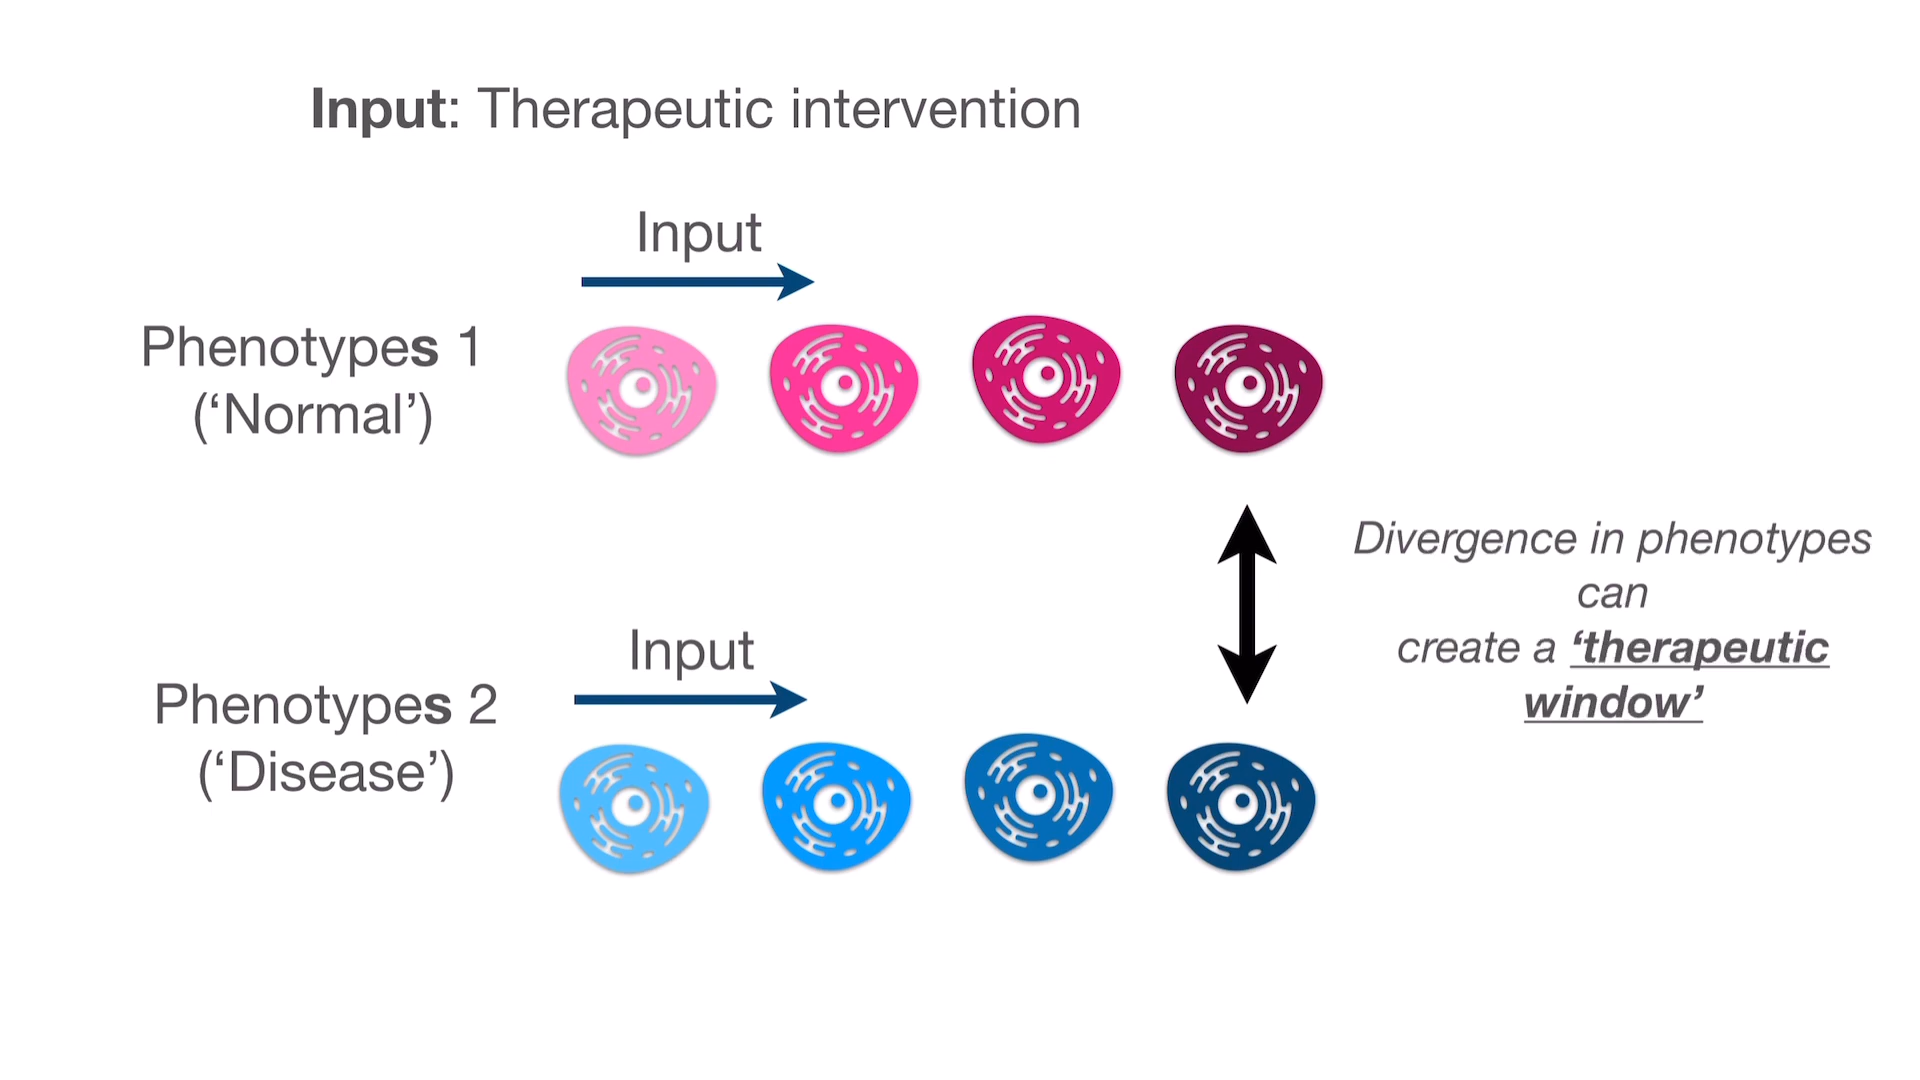 Input: Therapeutic intervention
Input
Phenotypes 1
(‘Normal’)
Divergence in phenotypes
can
create a ‘therapeutic
window’
Input
Phenotypes 2
(‘Disease’)